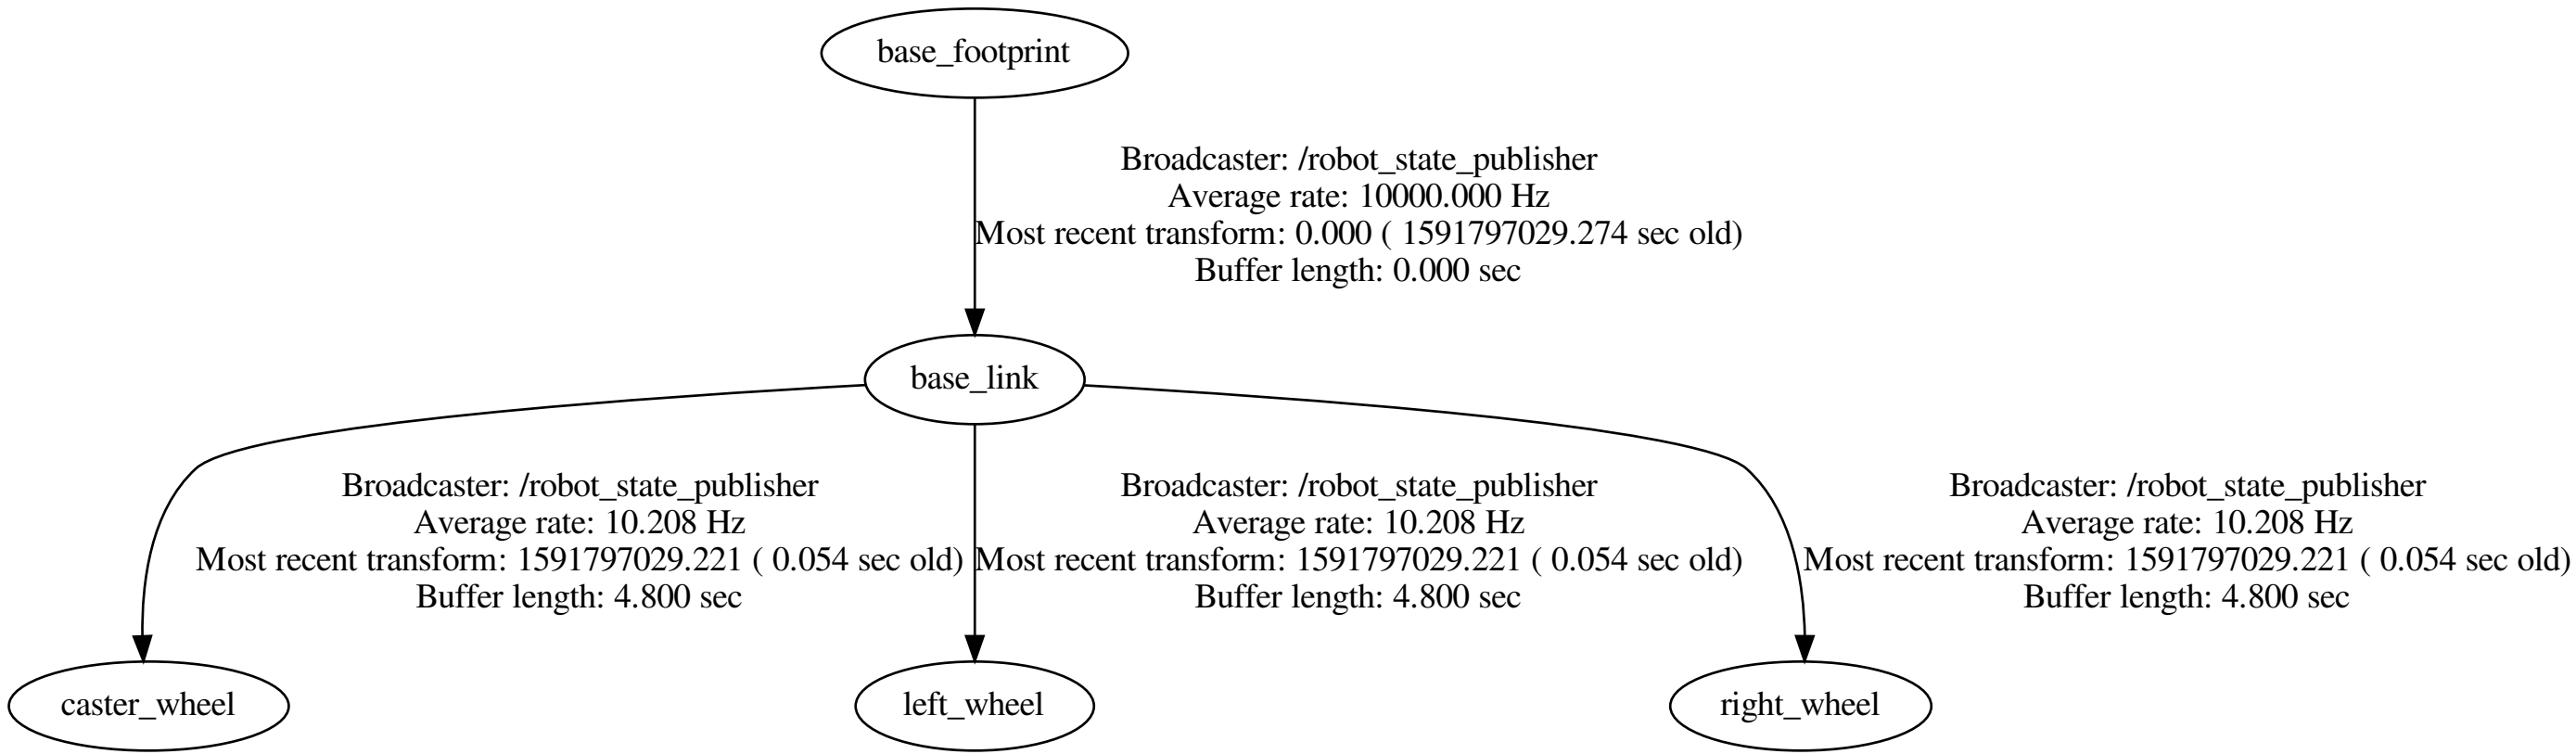 base_footprint
Broadcaster: /robot_state_publisher
Average rate: 10000.000 Hz
Most recent transform: 0.000 ( 1591797029.274 sec old)
Buffer length: 0.000 sec
base_link
Broadcaster: /robot_state_publisher
Average rate: 10.208 Hz
Most recent transform: 1591797029.221 ( 0.054 sec old)
Buffer length: 4.800 sec
Broadcaster: /robot_state_publisher
Average rate: 10.208 Hz
Most recent transform: 1591797029.221 ( 0.054 sec old)
Buffer length: 4.800 sec
Broadcaster: /robot_state_publisher
Average rate: 10.208 Hz
Most recent transform: 1591797029.221 ( 0.054 sec old)
Buffer length: 4.800 sec
caster_wheel
left_wheel
right_wheel